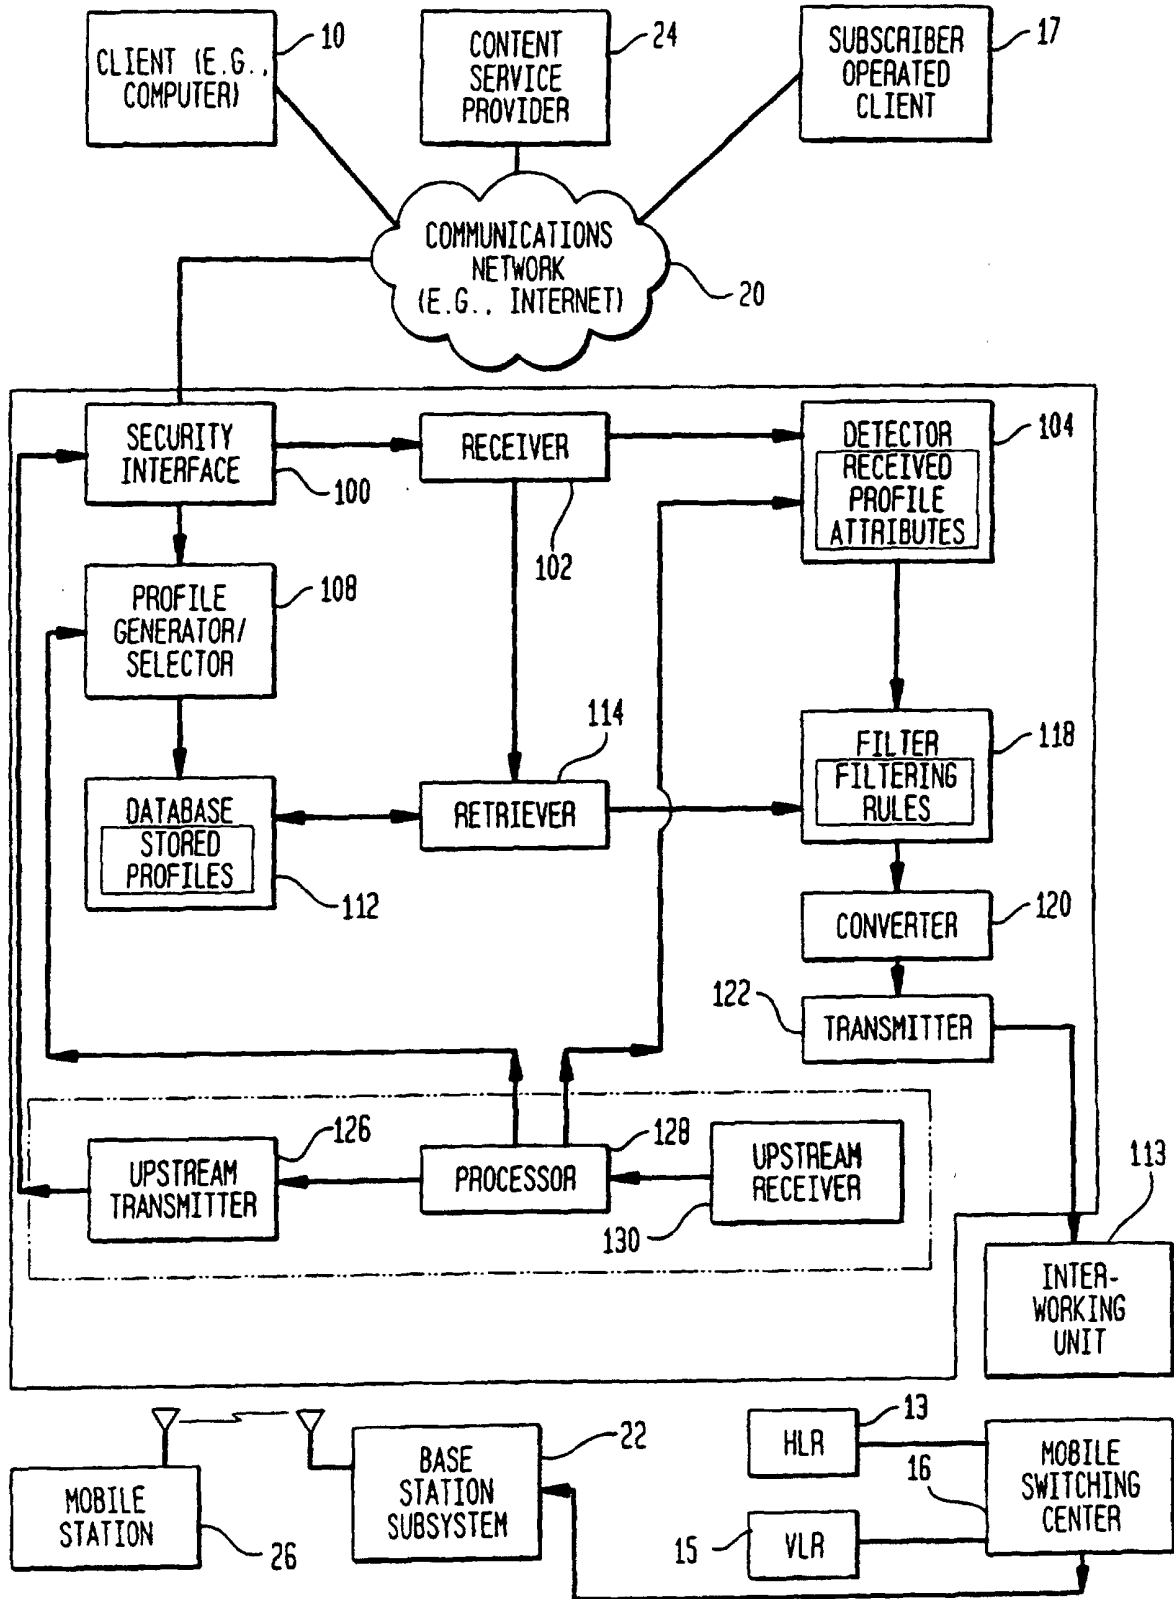 CLIENT (E.G.,
COMPUTER)
10
CONTENT
SERVICE
PROVIDER
24
SUBSCRIBER
OPERATED
CLIENT
17
COMMUNICATIONS
NETWORK
(E.G., INTERNET)
20
SECURITY
INTERFACE
100
RECEIVER
102
DETECTOR
RECEIVED
PROFILE
ATTRIBUTES
104
PROFILE
GENERATOR/
SELECTOR
108
DATABASE
STORED
PROFILES
112
RETRIEVER
114
FILTER
FILTERING
RULES
118
CONVERTER
120
TRANSMITTER
122
UPSTREAM
TRANSMITTER
126
PROCESSOR
128
UPSTREAM
RECEIVER
130
INTER-
WORKING
UNIT
113
MOBILE
STATION
26
BASE
STATION
SUBSYSTEM
22
HLR
13
VLR
15
MOBILE
SWITCHING
CENTER
16